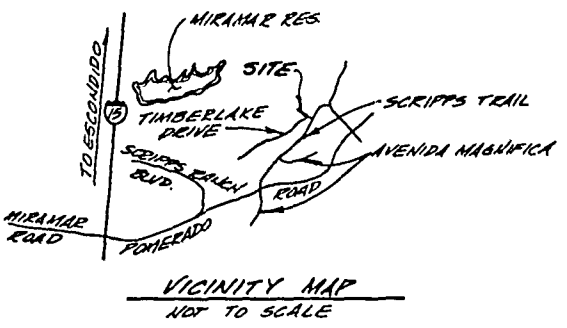 MIRAMAR RES.
TO ESCONDIDO
15
SITE
TIMBERLAKE
DRIVE
SCRIPPS TRAIL
SCRIPPS RANCH
BLVD.
AVENIDA MAGNIFICA
MIRAMAR
ROAD
POMERADO
ROAD
VICINITY MAP
NOT TO SCALE